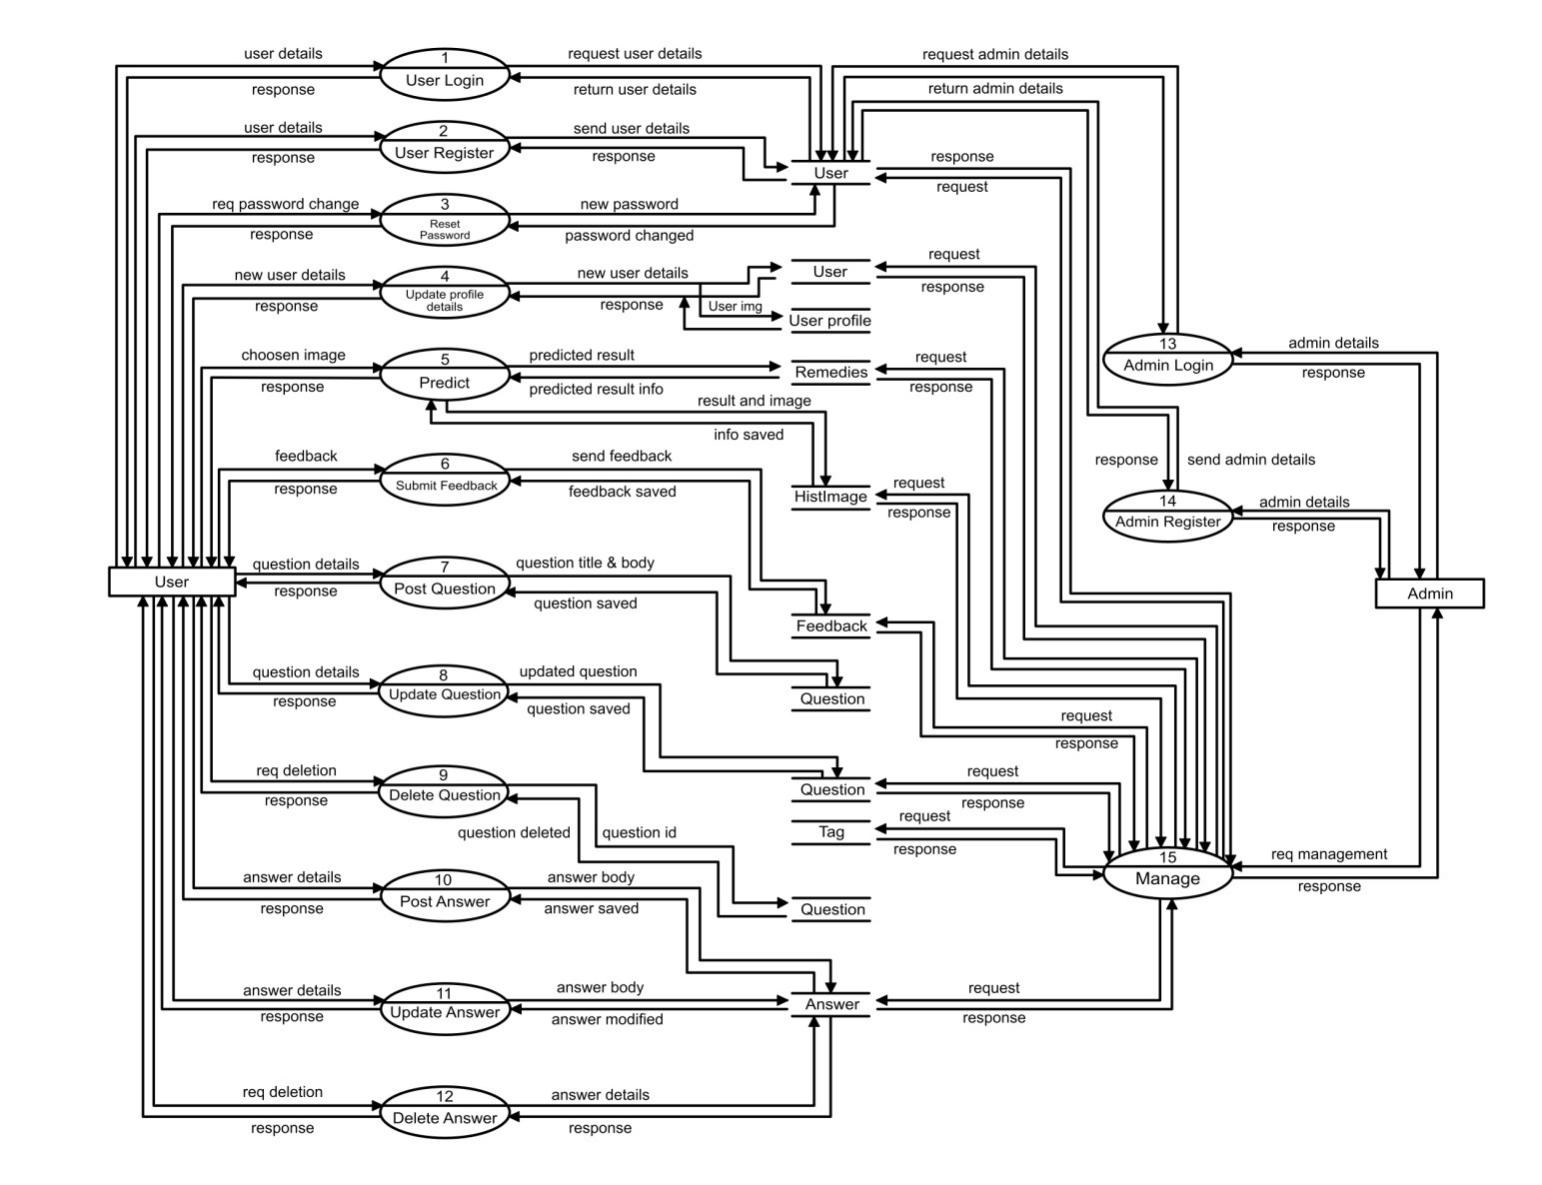 user details
1
User Login
response
request user details
return user details
request admin details
return admin details
user details
2
User Register
response
send user details
response
User
response
request
req password change
3
Reset
Password
response
new password
password changed
new user details
4
Update profile
details
response
new user details
response
User img
User
User profile
request
response
choosen image
5
Predict
response
predicted result
predicted result info
Remedies
request
response
result and image
info saved
13
Admin Login
admin details
response
feedback
6
Submit Feedback
response
send feedback
feedback saved
HistImage
request
response
response
send admin details
14
Admin Register
admin details
response
User
question details
response
7
Post Question
question title & body
question saved
Admin
Feedback
question details
8
Update Question
response
updated question
question saved
Question
request
response
req deletion
9
Delete Question
response
question deleted
question id
Question
request
response
Tag
request
response
15
Manage
req management
response
answer details
10
Post Answer
response
answer body
answer saved
Question
answer details
11
Update Answer
response
answer body
answer modified
Answer
request
response
req deletion
12
Delete Answer
response
answer details
response